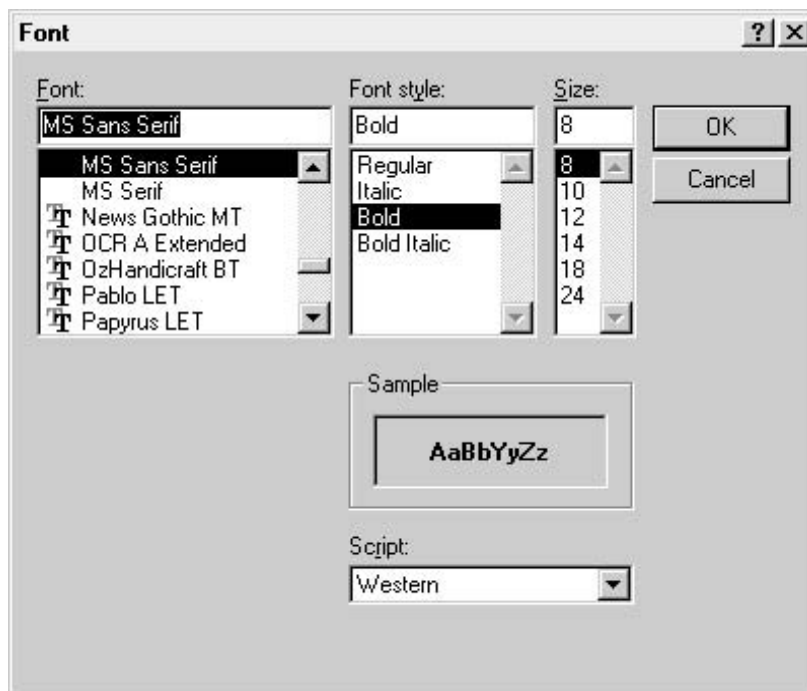 Font
Font:
MS Sans Serif
MS Sans Serif
MS Serif
News Gothic MT
OCR A Extended
OzHandicraft BT
Pablo LET
Papyrus LET
Font style:
Bold
Regular
Italic
Bold
Bold Italic
Size:
8
8
10
12
14
18
24
OK
Cancel
Sample
AaBbYyZz
Script:
Western